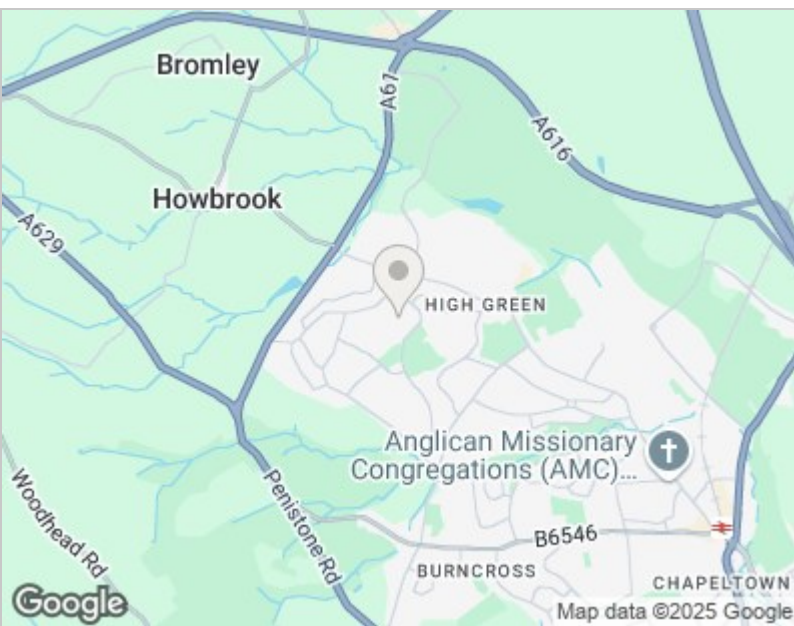 Bromley
A61
A616
Howbrook
A629
HIGH GREEN
Anglican Missionary
Congregations (AMC)...
Woodhead Rd
Penistone Rd
B6546
BURNCROSS
CHAPELTOWN
Google
Map data ©2025 Google